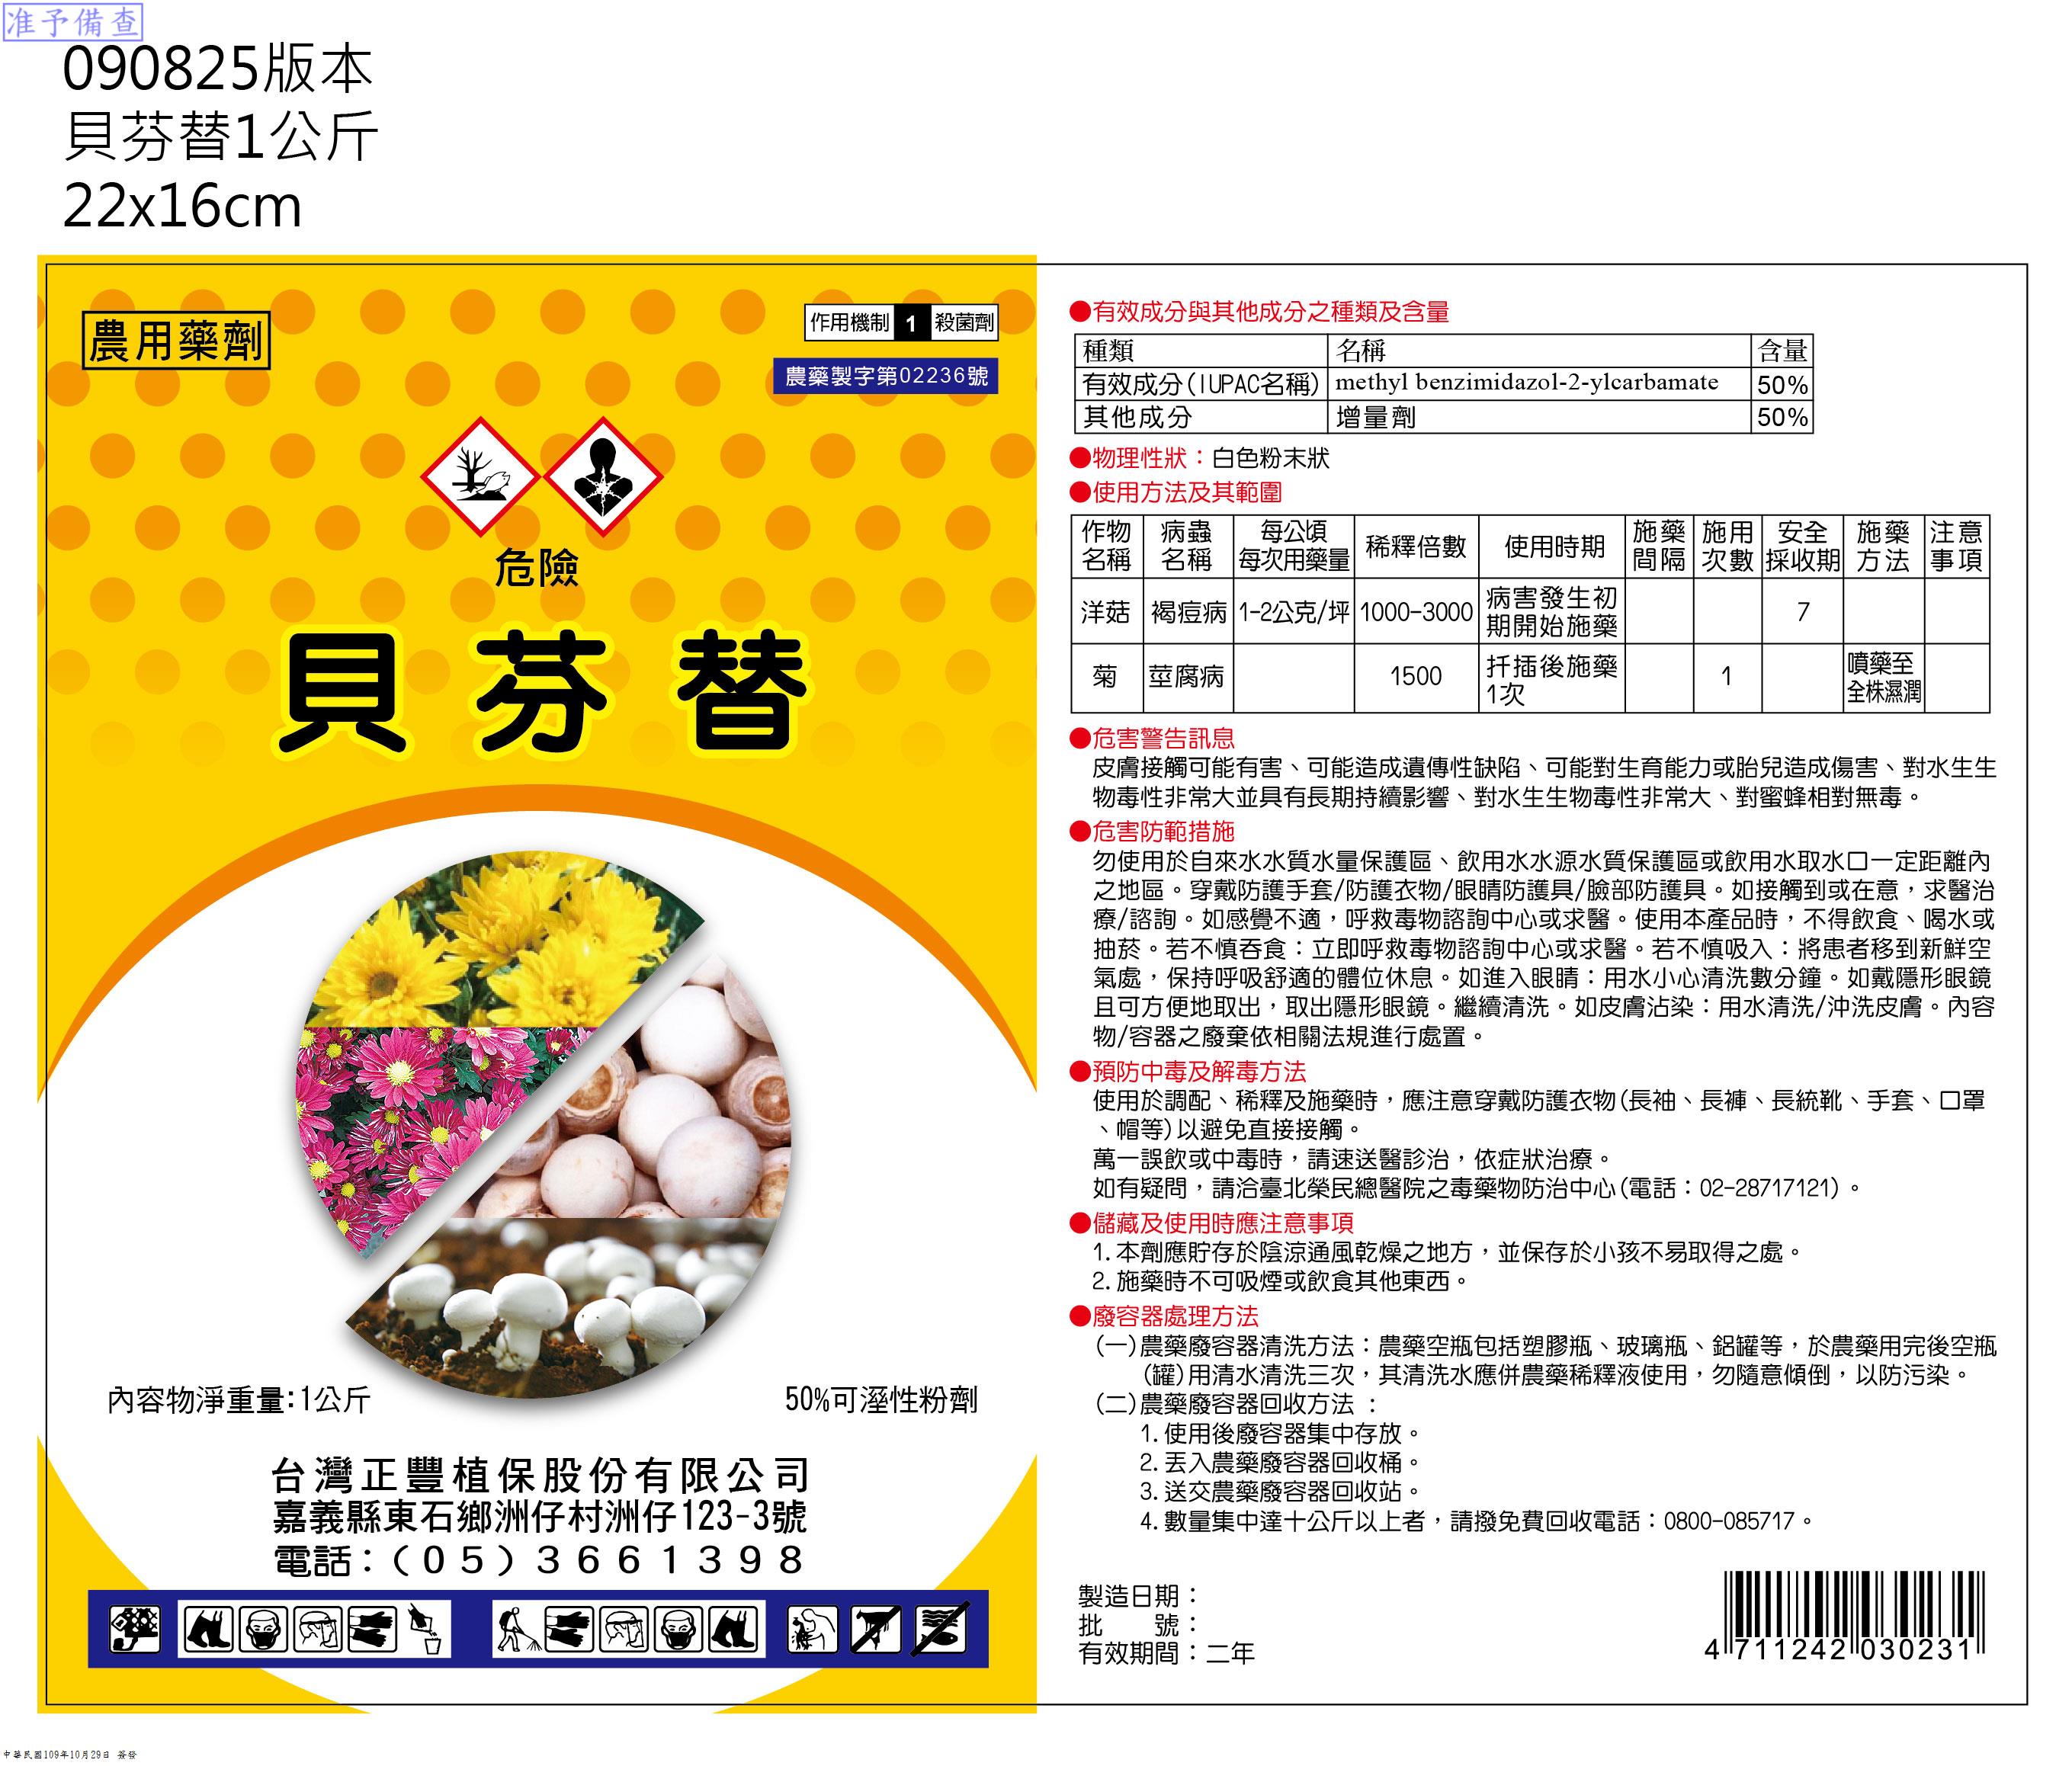 准予備查
090825版本
貝芬替1公斤
22x16cm
農用藥劑
作用機制 1 殺菌劑
農藥製字第02236號
危險
貝芬替
內容物淨重量:1公斤
50%可溼性粉劑
台灣正豐植保股份有限公司
嘉義縣東石鄉洲仔村洲仔123-3號
電話：(05)3661398
●有效成分與其他成分之種類及含量
種類 名稱 含量
有效成分(IUPAC名稱) methyl benzimidazol-2-ylcarbamate 50%
其他成分 增量劑 50%
●物理性狀：白色粉末狀
●使用方法及其範圍
作物名稱 病蟲名稱 每公頃每次用藥量 稀釋倍數 使用時期 施藥間隔 施用次數 安全採收期 施藥方法 注意事項
洋菇 褐痘病 1-2公克/坪 1000-3000 病害發生初期開始施藥 7
菊 莖腐病 1500 扦插後施藥1次 1 噴藥至全株濕潤
●危害警告訊息
皮膚接觸可能有害、可能造成遺傳性缺陷、可能對生育能力或胎兒造成傷害、對水生生
物毒性非常大並具有長期持續影響、對水生生物毒性非常大、對蜜蜂相對無毒。
●危害防範措施
勿使用於自來水水質水量保護區、飲用水水源水質保護區或飲用水取水口一定距離內
之地區。穿戴防護手套/防護衣物/眼睛防護具/臉部防護具。如接觸到或在意，求醫治
療/諮詢。如感覺不適，呼救毒物諮詢中心或求醫。使用本產品時，不得飲食、喝水或
抽菸。若不慎吞食：立即呼救毒物諮詢中心或求醫。若不慎吸入：將患者移到新鮮空
氣處，保持呼吸舒適的體位休息。如進入眼睛：用水小心清洗數分鐘。如戴隱形眼鏡
且可方便地取出，取出隱形眼鏡。繼續清洗。如皮膚沾染：用水清洗/沖洗皮膚。內容
物/容器之廢棄依相關法規進行處置。
●預防中毒及解毒方法
使用於調配、稀釋及施藥時，應注意穿戴防護衣物(長袖、長褲、長統靴、手套、口罩
、帽等)以避免直接接觸。
萬一誤飲或中毒時，請速送醫診治，依症狀治療。
如有疑問，請洽臺北榮民總醫院之毒藥物防治中心(電話：02-28717121)。
●儲藏及使用時應注意事項
1.本劑應貯存於陰涼通風乾燥之地方，並保存於小孩不易取得之處。
2.施藥時不可吸煙或飲食其他東西。
●廢容器處理方法
(一)農藥廢容器清洗方法：農藥空瓶包括塑膠瓶、玻璃瓶、鋁罐等，於農藥用完後空瓶
(罐)用清水清洗三次，其清洗水應併農藥稀釋液使用，勿隨意傾倒，以防污染。
(二)農藥廢容器回收方法：
1.使用後廢容器集中存放。
2.丟入農藥廢容器回收桶。
3.送交農藥廢容器回收站。
4.數量集中達十公斤以上者，請撥免費回收電話：0800-085717。
製造日期：
批　　號：
有效期間：二年
4 711242 030231
中華民國109年10月29日 簽發